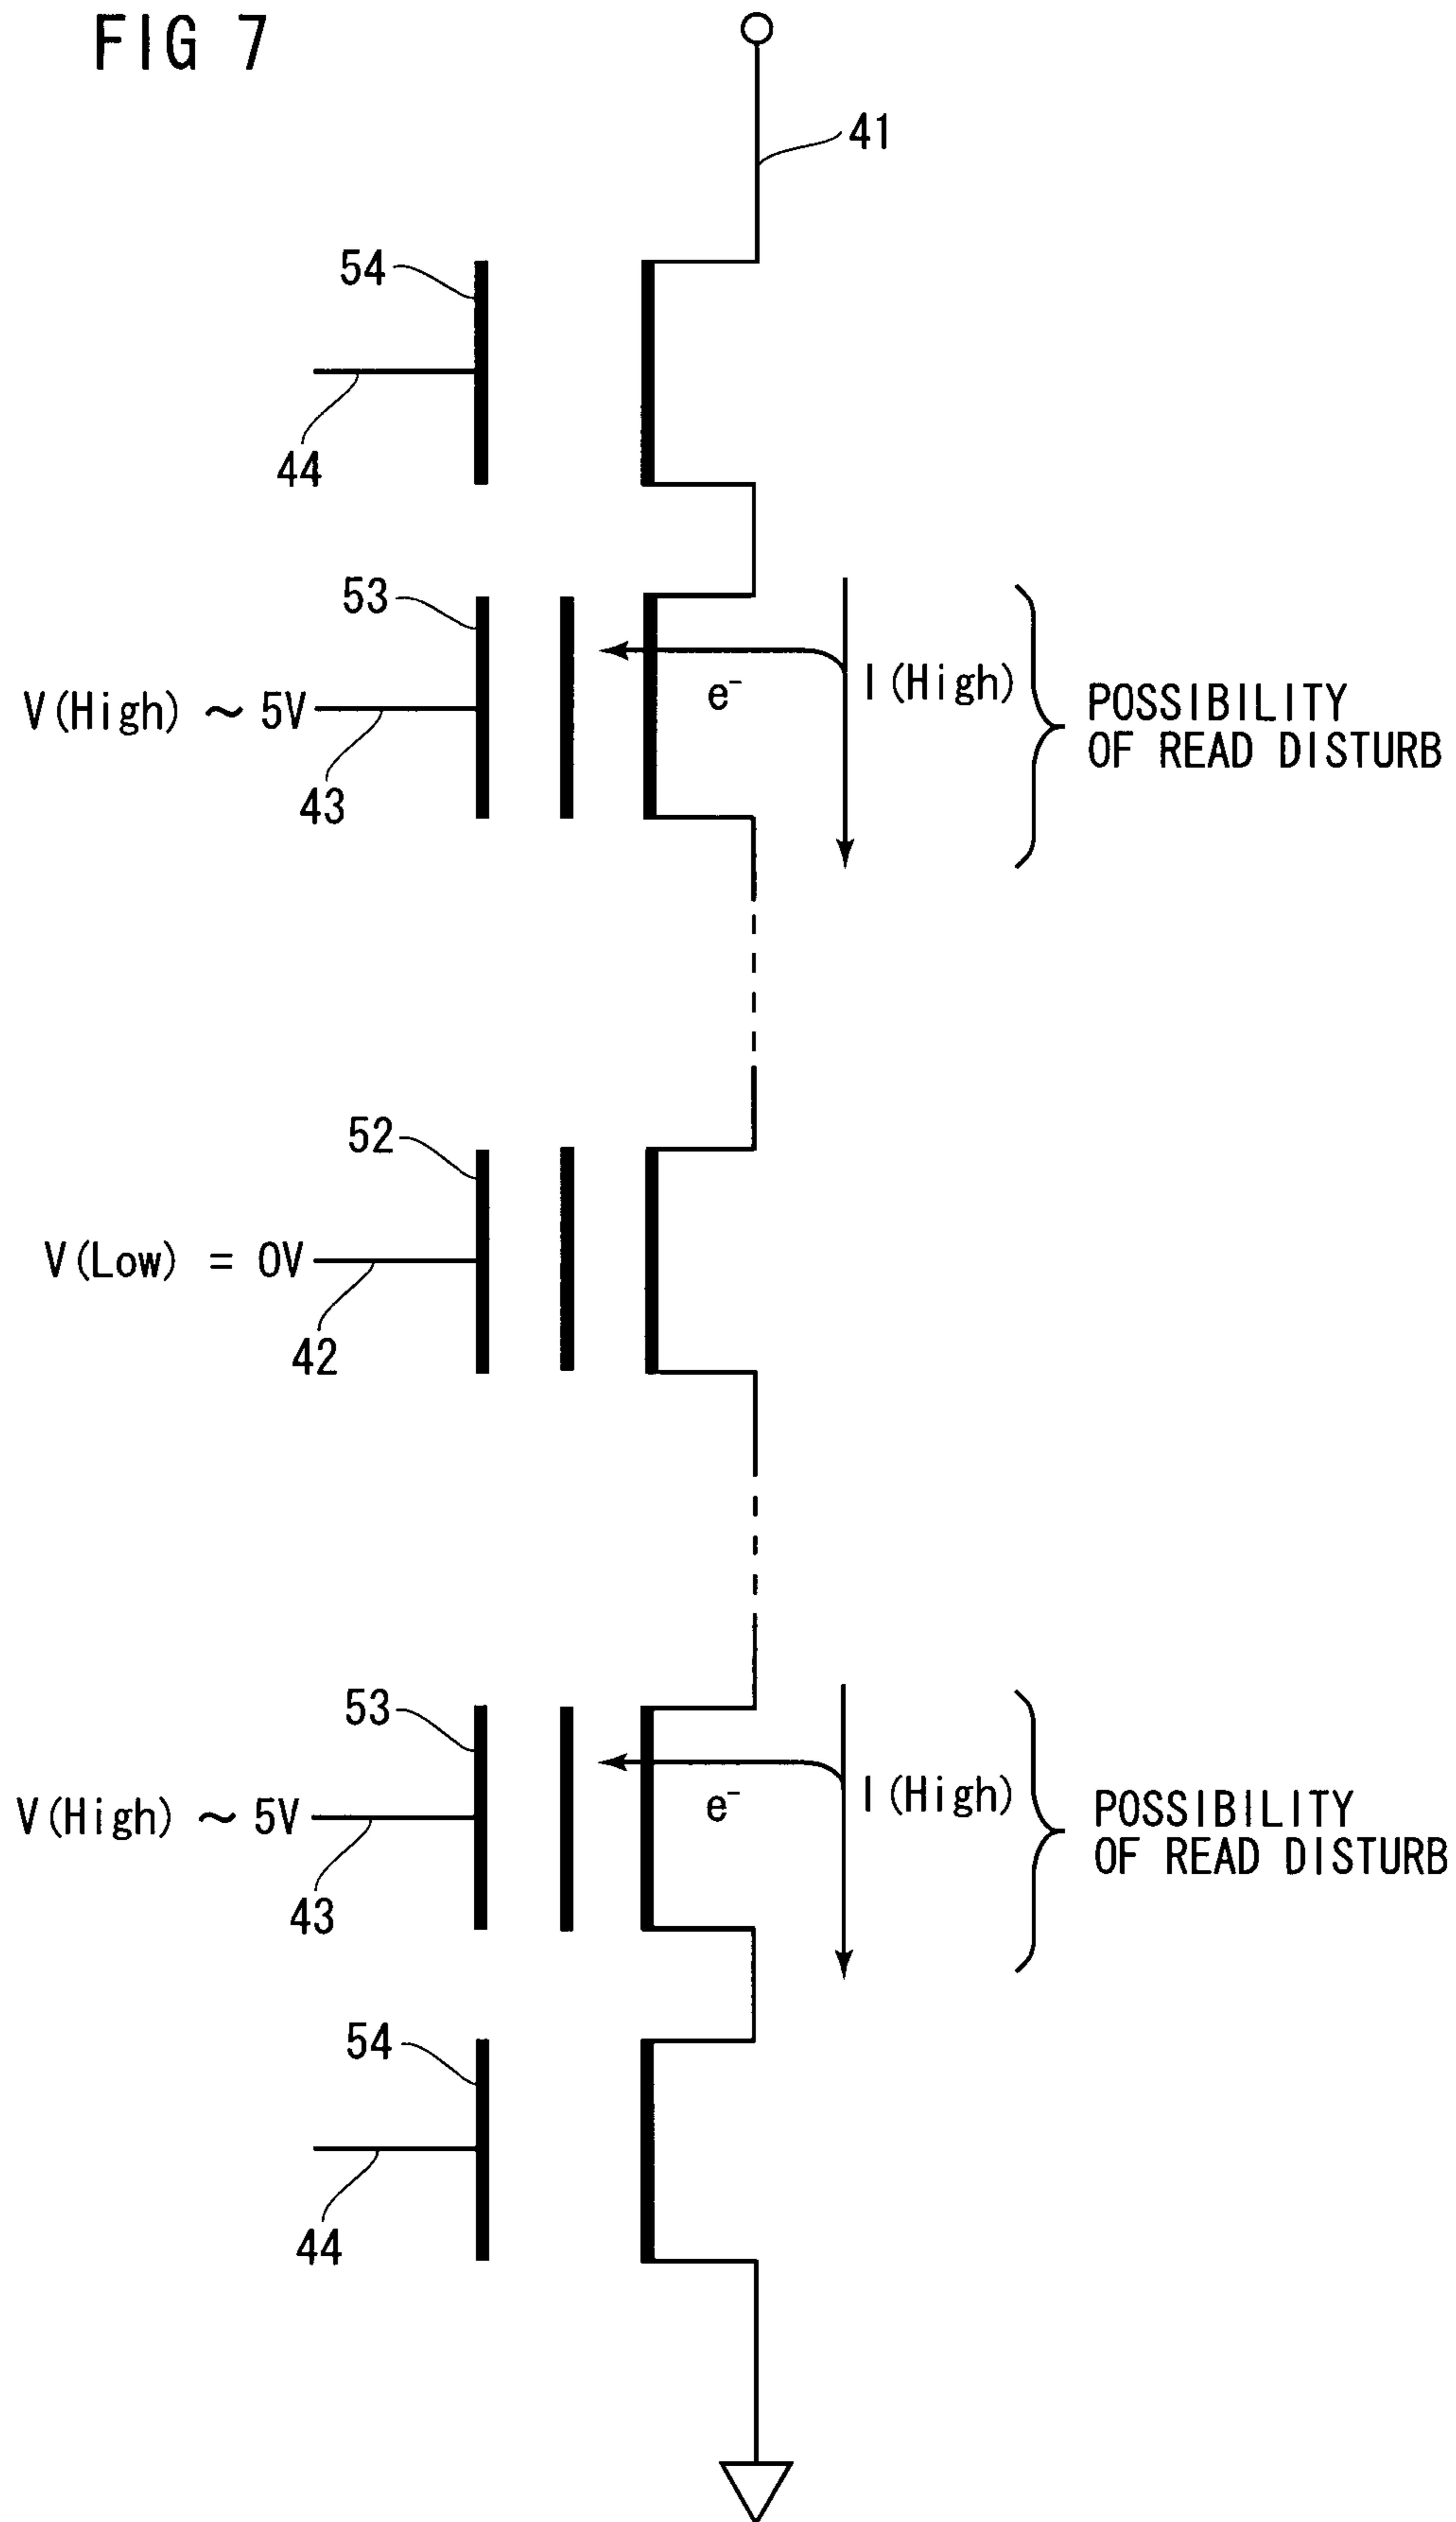 FIG 7
41
54
44
53
V(High) ~ 5V
e⁻
I(High)
POSSIBILITY
OF READ DISTURB
43
52
V(Low) = 0V
42
53
V(High) ~ 5V
e⁻
I(High)
POSSIBILITY
OF READ DISTURB
43
54
44